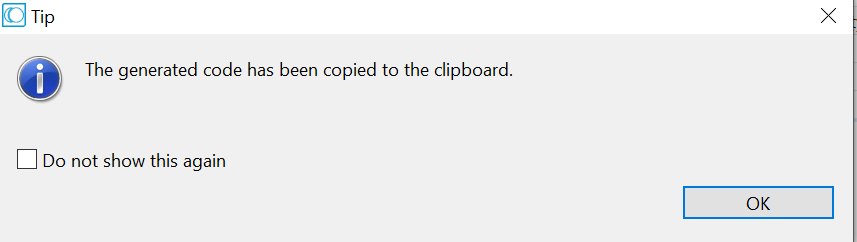 Tip
The generated code has been copied to the clipboard.
Do not show this again
OK